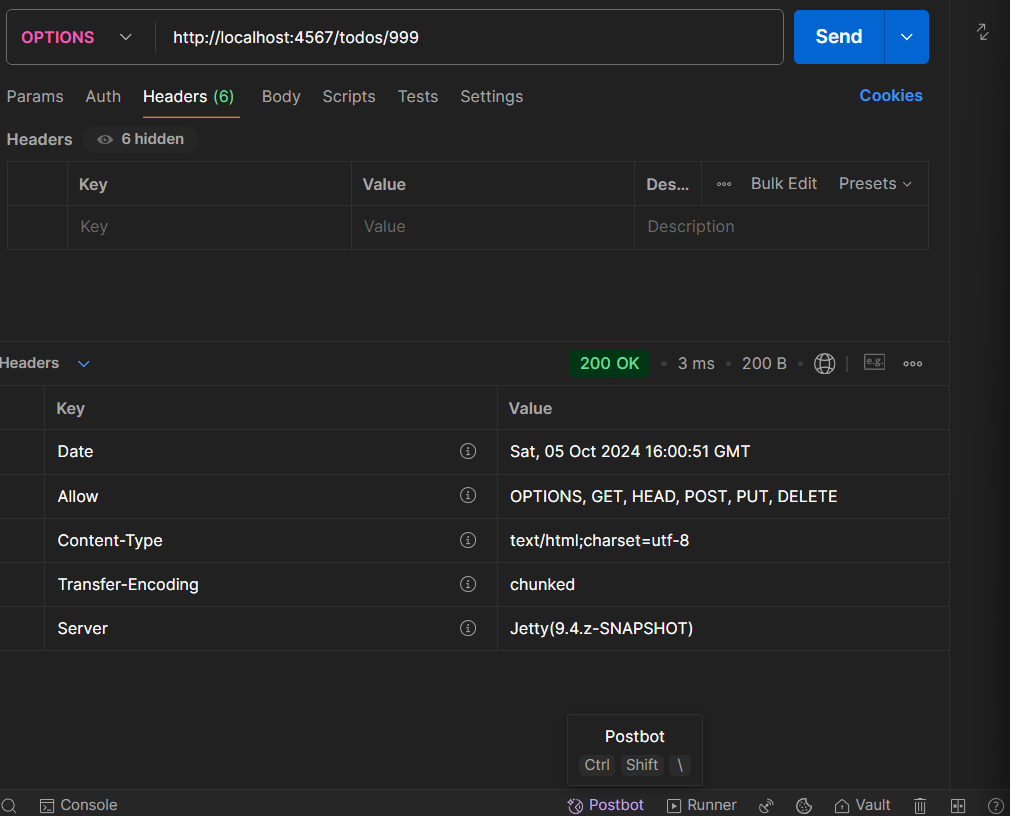 OPTIONS http://localhost:4567/todos/999 Send
Params Auth Headers (6) Body Scripts Tests Settings Cookies
Headers 6 hidden
Key Value Des... Bulk Edit Presets
Key Value Description
Headers 200 OK 3 ms 200 B e.g.
Key Value
Date Sat, 05 Oct 2024 16:00:51 GMT
Allow OPTIONS, GET, HEAD, POST, PUT, DELETE
Content-Type text/html;charset=utf-8
Transfer-Encoding chunked
Server Jetty(9.4.z-SNAPSHOT)
Postbot
Ctrl Shift \
Console Postbot Runner Vault